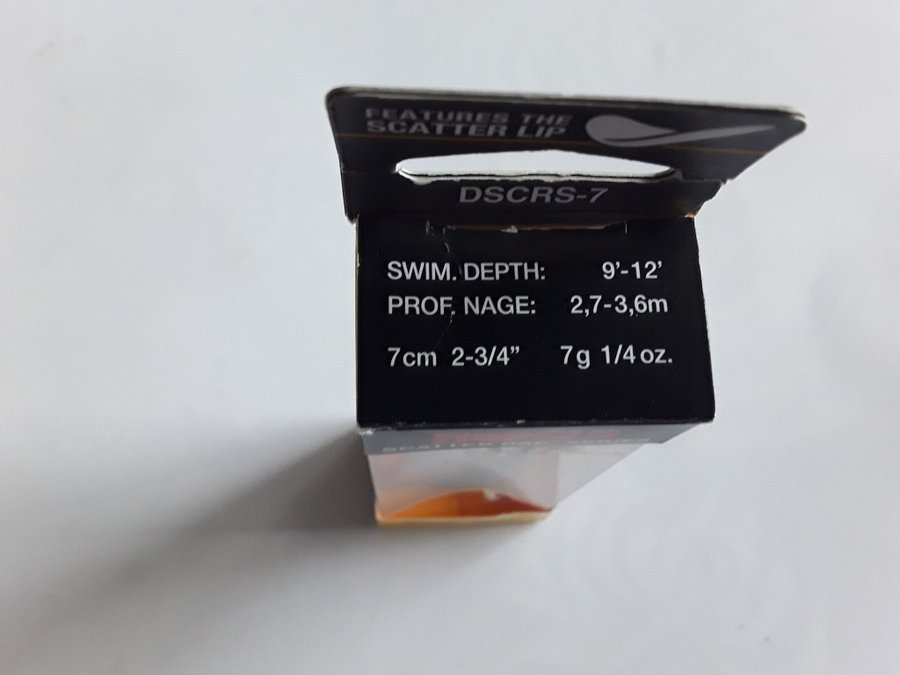 FEATURES THE
SCATTER LIP
DSCRS-7
SWIM. DEPTH: 9'-12'
PROF. NAGE: 2,7-3,6m
7cm 2-3/4" 7g 1/4 oz.